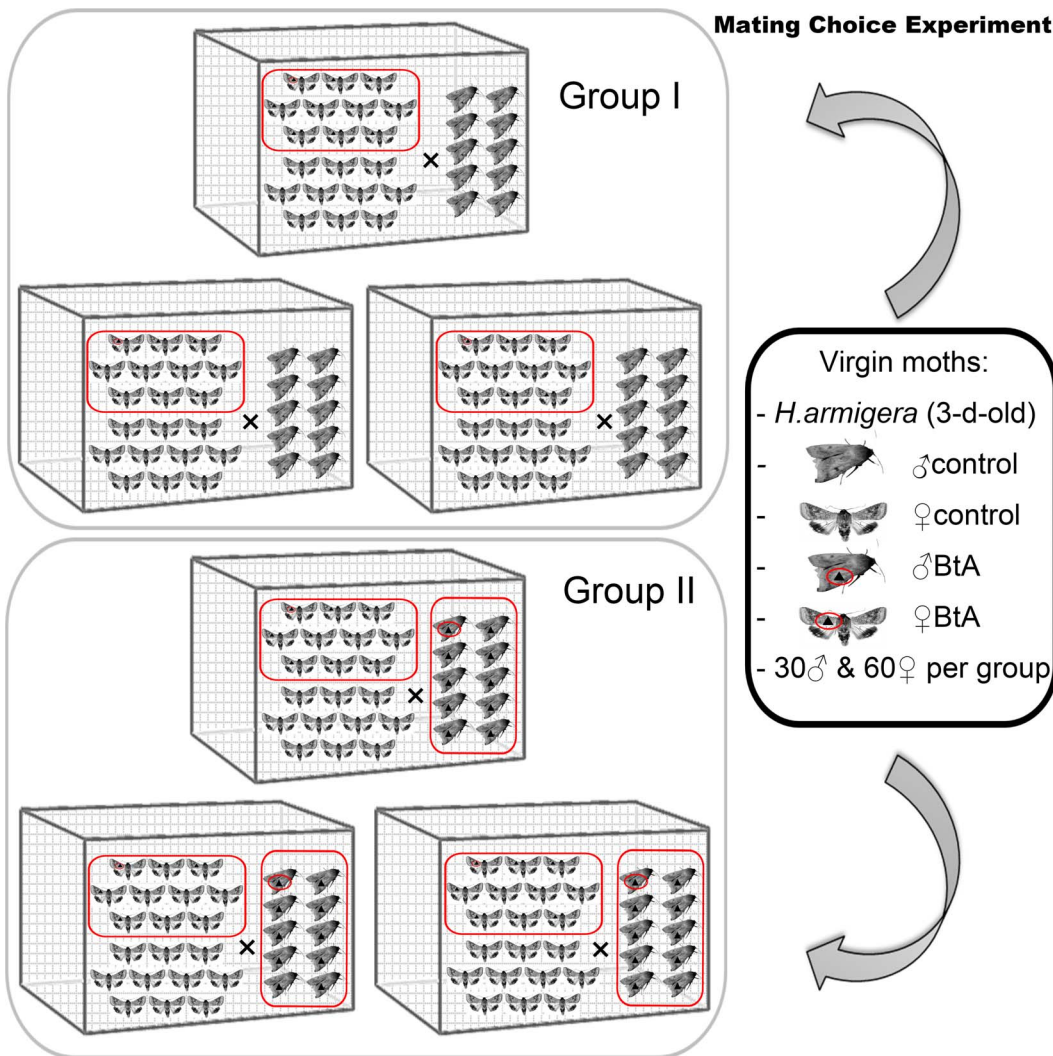 Mating Choice Experiment
Group I
×
×
×
Virgin moths:
- H.armigera (3-d-old)
- ♂control
- ♀control
- ♂BtA
- ♀BtA
- 30♂ & 60♀ per group
Group II
×
×
×